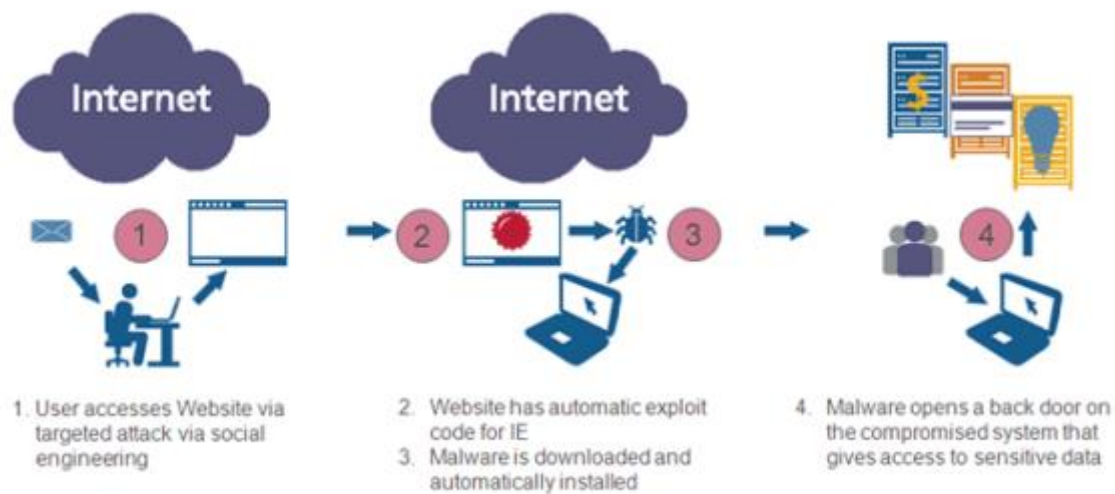 Internet
Internet
$
1
2
3
4
1. User accesses Website via
targeted attack via social
engineering
2. Website has automatic exploit
code for IE
3. Malware is downloaded and
automatically installed
4. Malware opens a back door on
the compromised system that
gives access to sensitive data